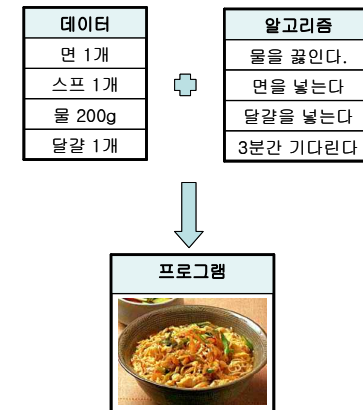 데이터
면 1개
스프 1개
물 200g
달걀 1개
알고리즘
물을 끓인다.
면을 넣는다
달걀을 넣는다
3분간 기다린다
프로그램